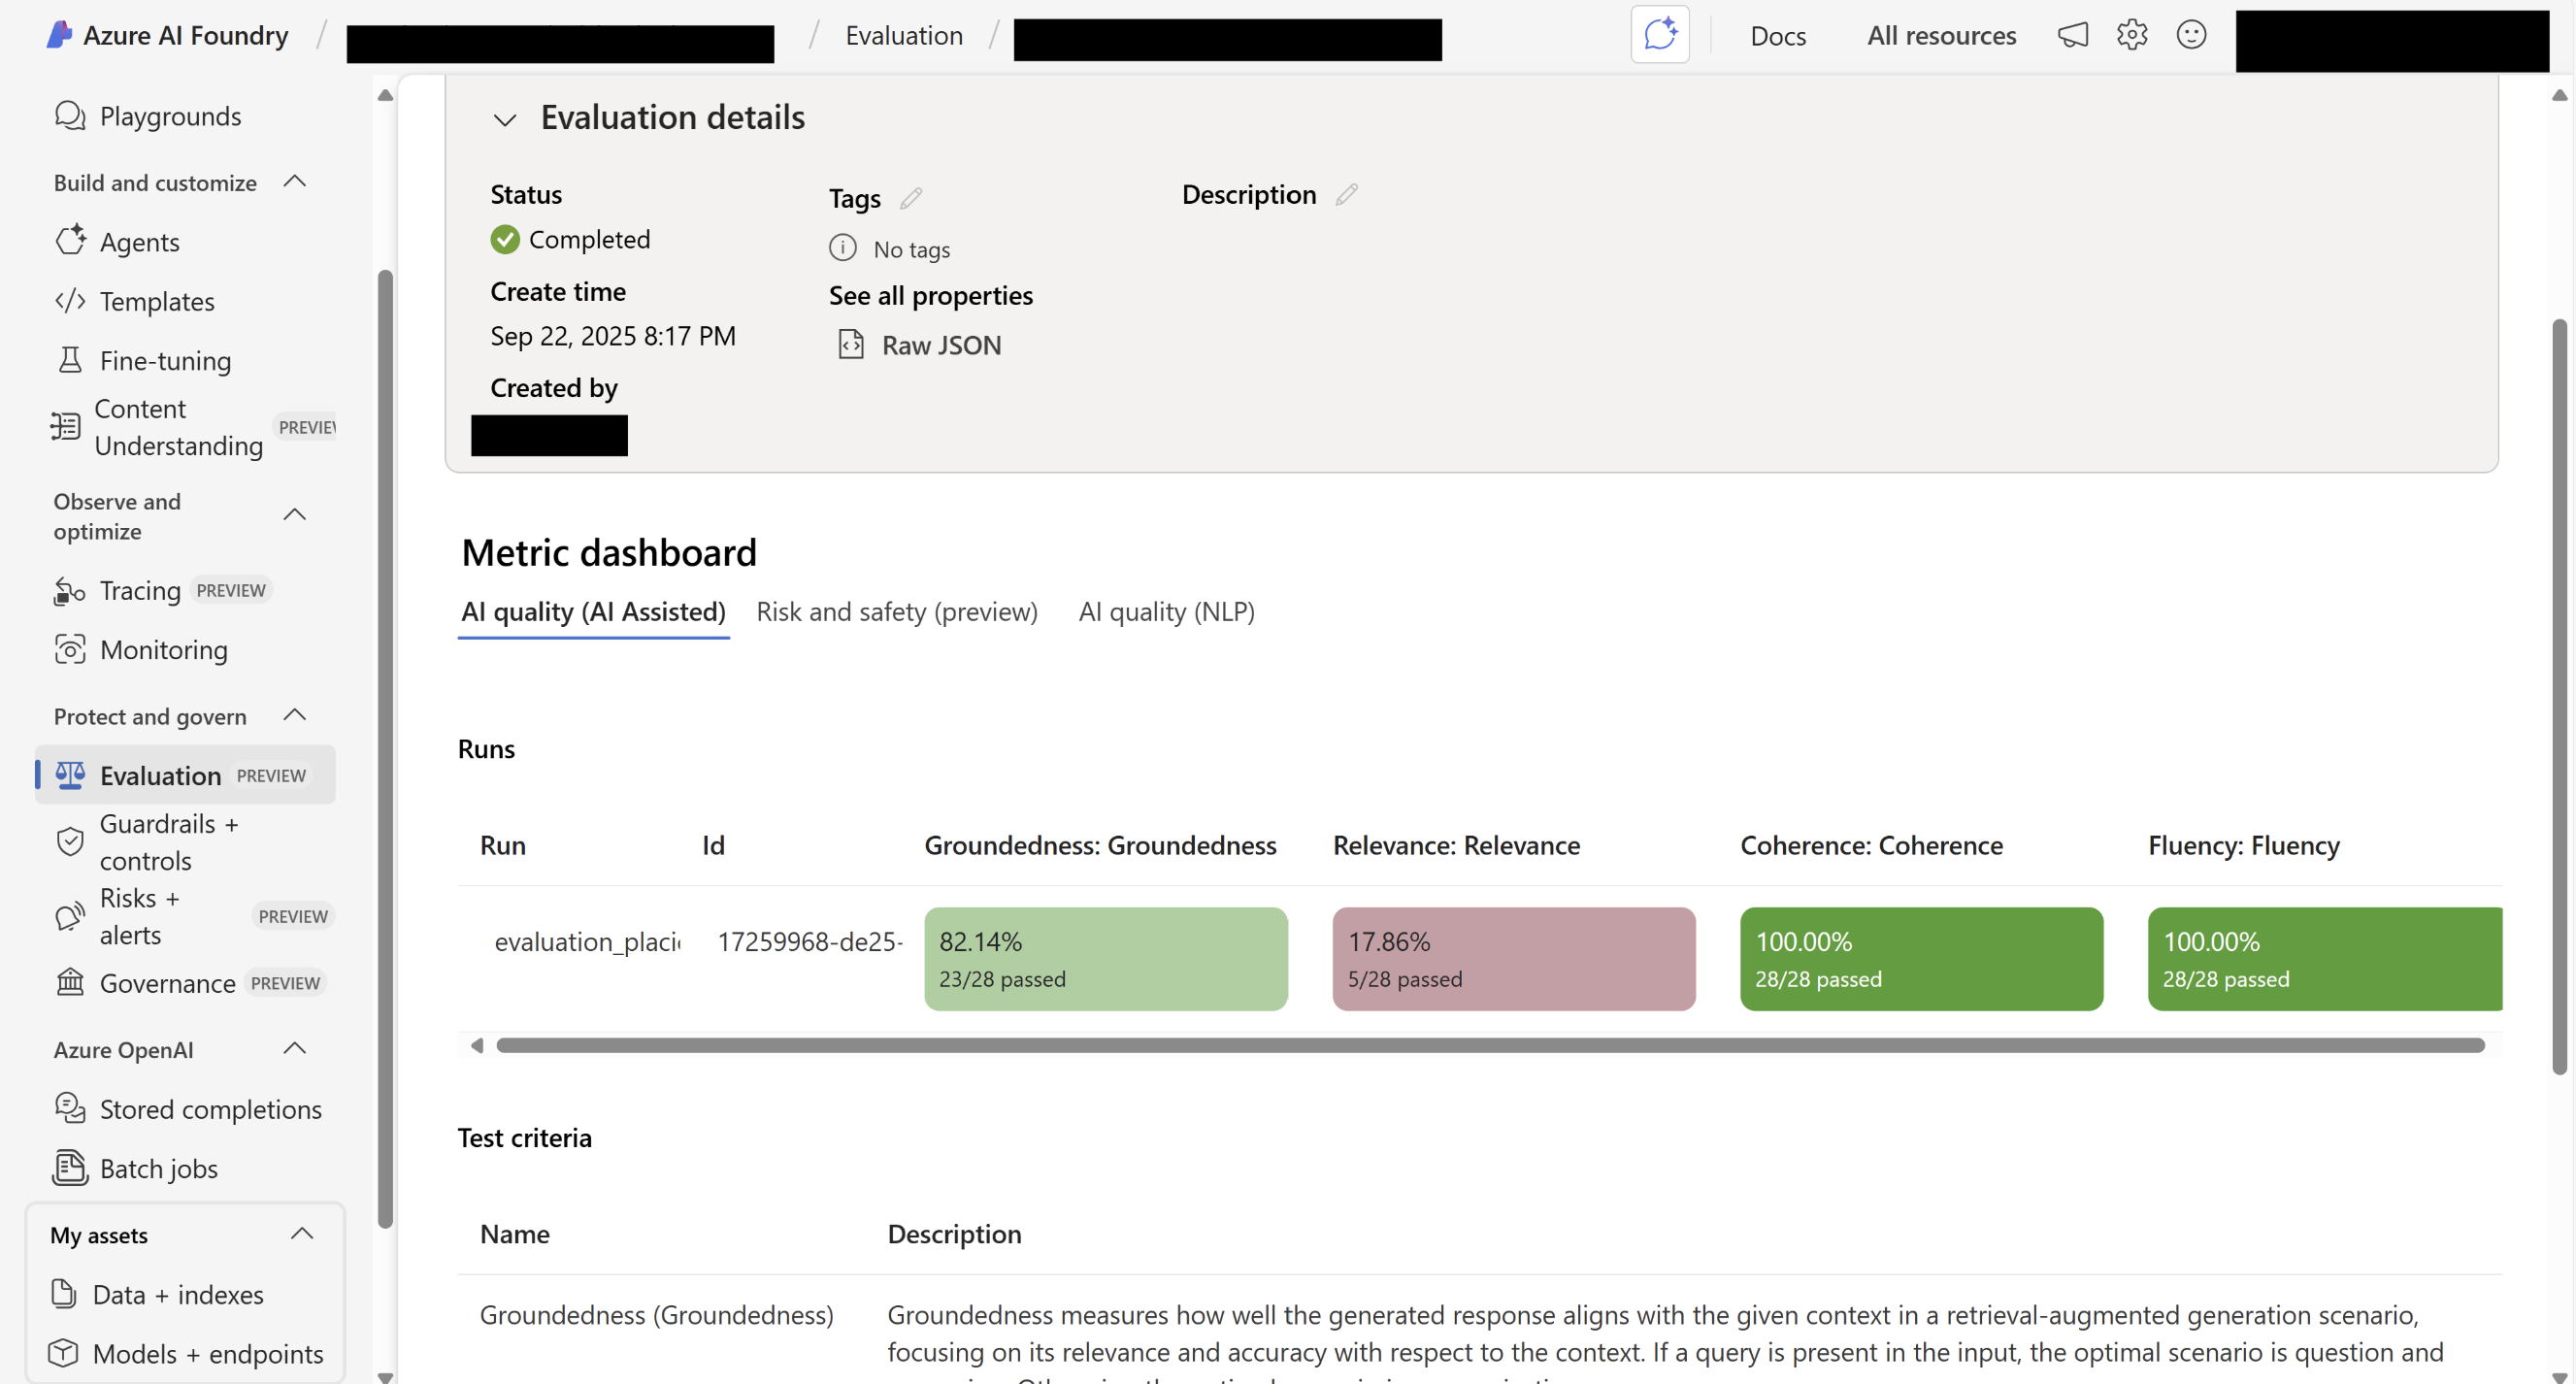 Azure AI Foundry / / Evaluation / Docs All resources
Playgrounds
Build and customize
Agents
Templates
Fine-tuning
Content
Understanding
Observe and
optimize
Tracing PREVIEW
Monitoring
Protect and govern
Evaluation PREVIEW
Guardrails +
controls
Risks +
alerts PREVIEW
Governance PREVIEW
Azure OpenAI
Stored completions
Batch jobs
My assets
Data + indexes
Models + endpoints
Evaluation details
Status
Completed
Create time
Sep 22, 2025 8:17 PM
Created by
Tags
No tags
See all properties
Raw JSON
Description
Metric dashboard
AI quality (AI Assisted) Risk and safety (preview) AI quality (NLP)
Runs
Run Id Groundedness: Groundedness Relevance: Relevance Coherence: Coherence Fluency: Fluency
17259968-de25- 82.14% 17.86% 100.00% 100.00%
23/28 passed 5/28 passed 28/28 passed 28/28 passed
Test criteria
Name Description
Groundedness (Groundedness) Groundedness measures how well the generated response aligns with the given context in a retrieval-augmented generation scenario,
focusing on its relevance and accuracy with respect to the context. If a query is present in the input, the optimal scenario is question and